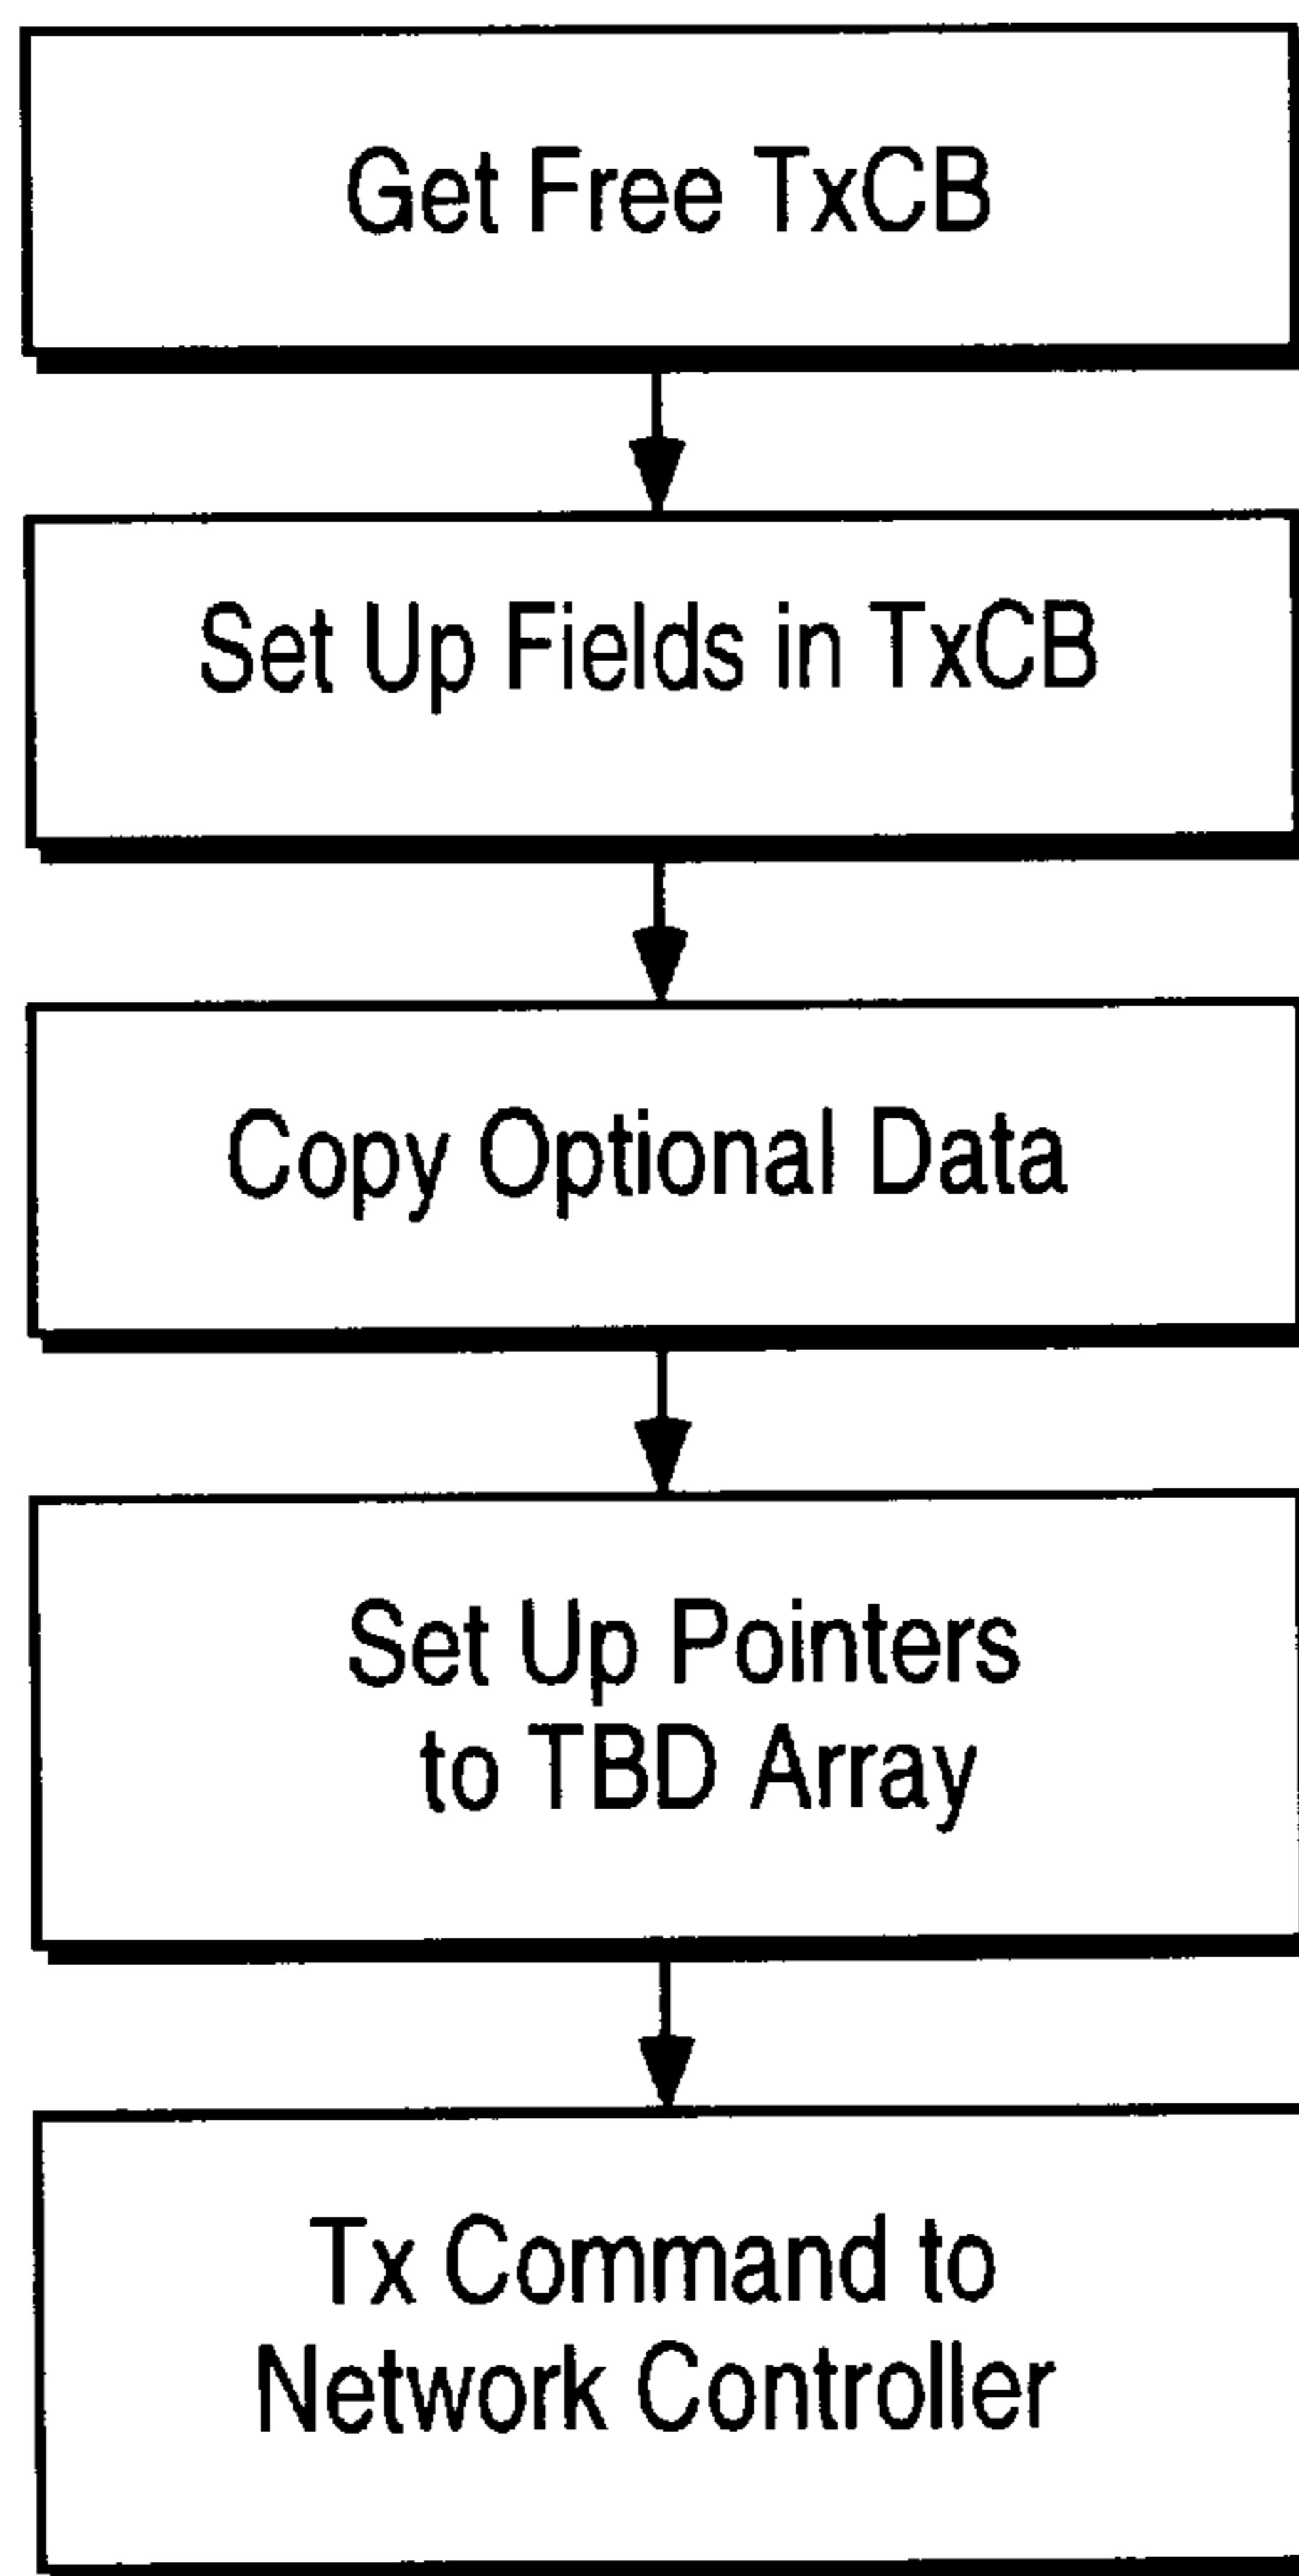 Get Free TxCB
Set Up Fields in TxCB
Copy Optional Data
Set Up Pointers
to TBD Array
Tx Command to
Network Controller